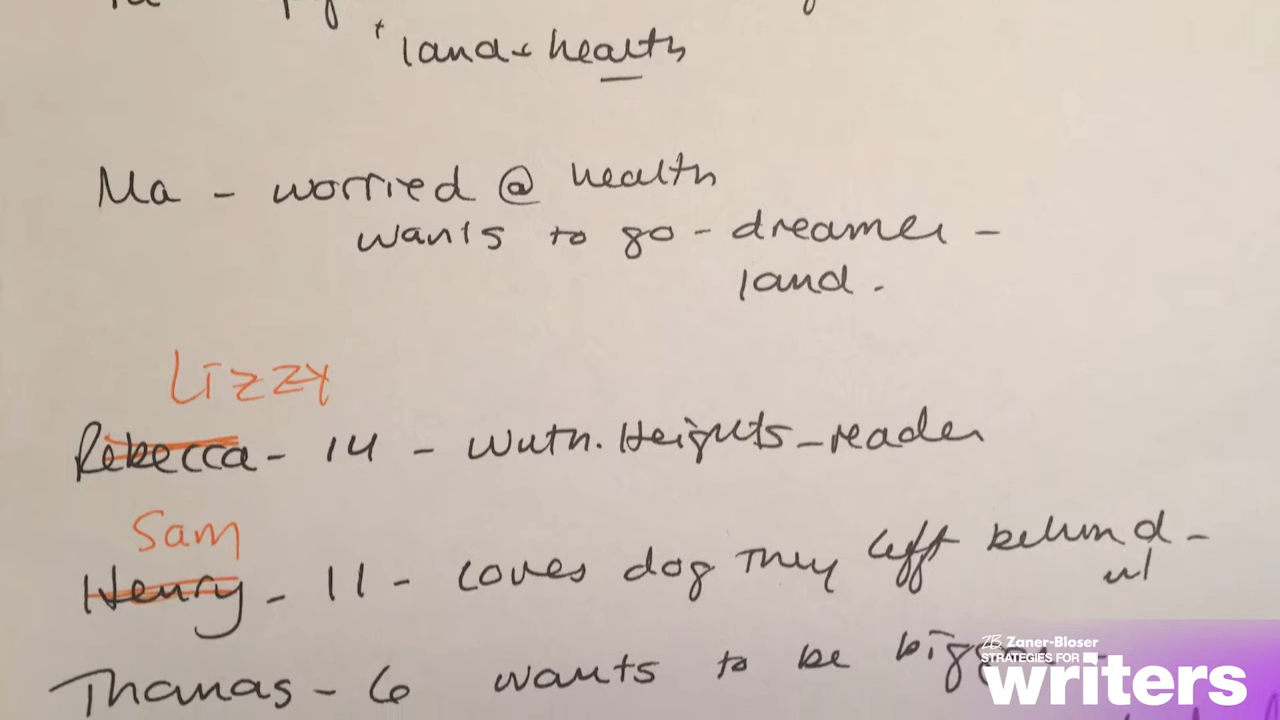 + land + health
Ma - worried @ health
wants to go - dreamer -
land.
Lizzy
Rebecca - 14 - Wuth. Heights - reader
Sam
Henry - 11 - loves dog they left behind -
w/
Thomas - 6 wants to be
ZB Zaner-Bloser
STRATEGIES FOR
writers